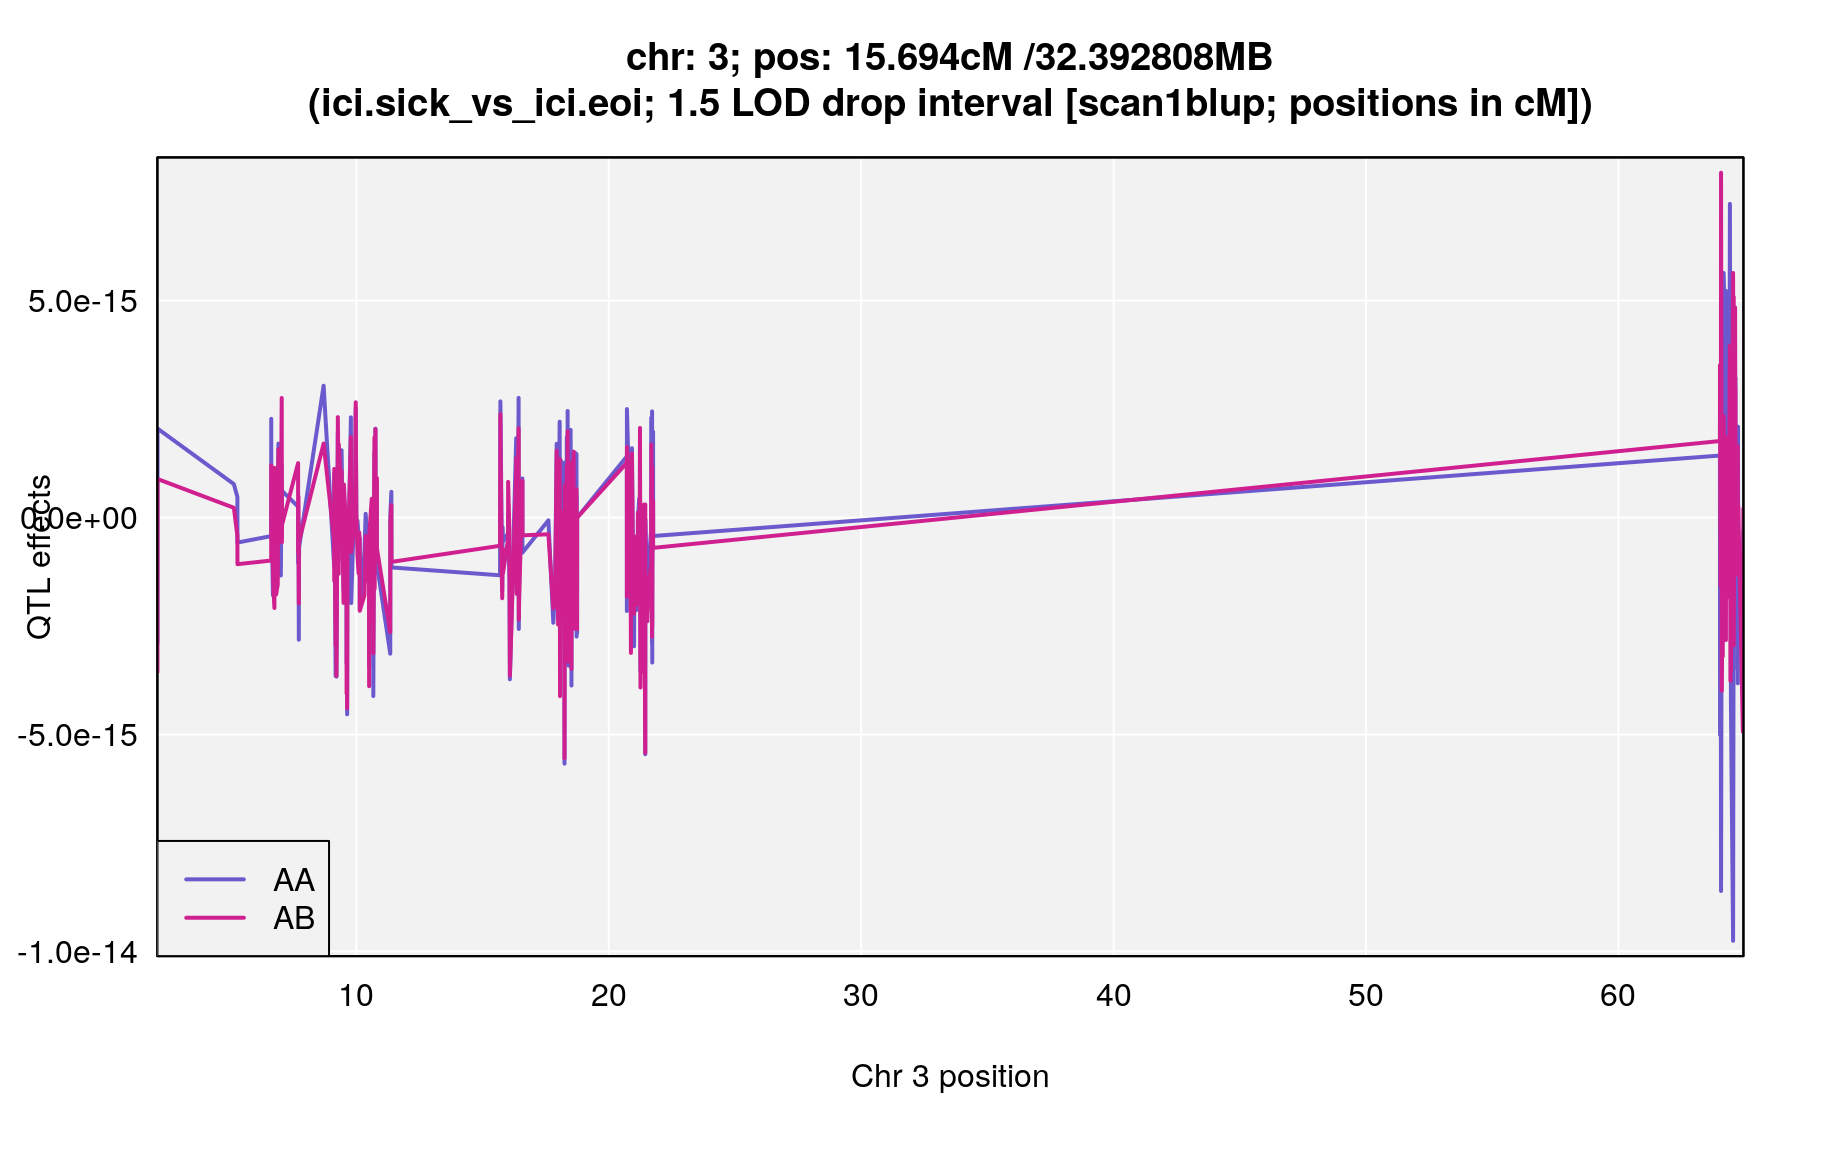 chr: 3; pos: 15.694cM /32.392808MB
(ici.sick_vs_ici.eoi; 1.5 LOD drop interval [scan1blup; positions in cM])
QTL effects
5.0e-15
0.0e+00
-5.0e-15
-1.0e-14
AA
AB
10 20 30 40 50 60
Chr 3 position